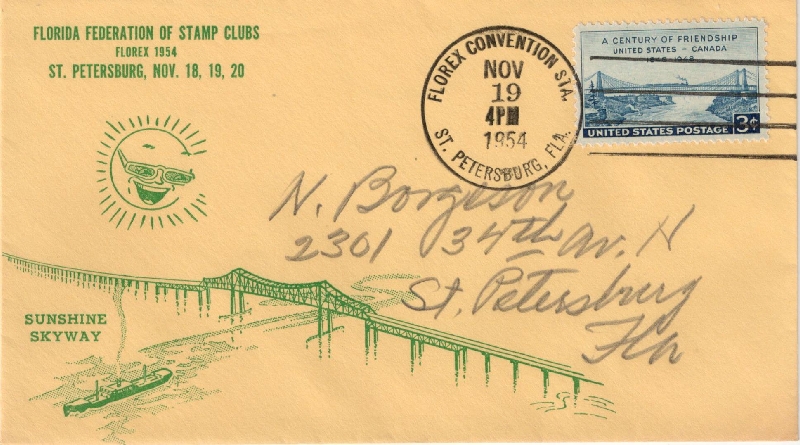 FLORIDA FEDERATION OF STAMP CLUBS
FLOREX 1954
ST. PETERSBURG, NOV. 18, 19, 20
FLOREX CONVENTION STA.
NOV
19
4PM
1954
ST. PETERSBURG, FLA.
A CENTURY OF FRIENDSHIP
UNITED STATES - CANADA
1848-1948
UNITED STATES POSTAGE 3¢
N. Borgeson
2301 34th Av. N
St. Petersburg
Fla
SUNSHINE
SKYWAY